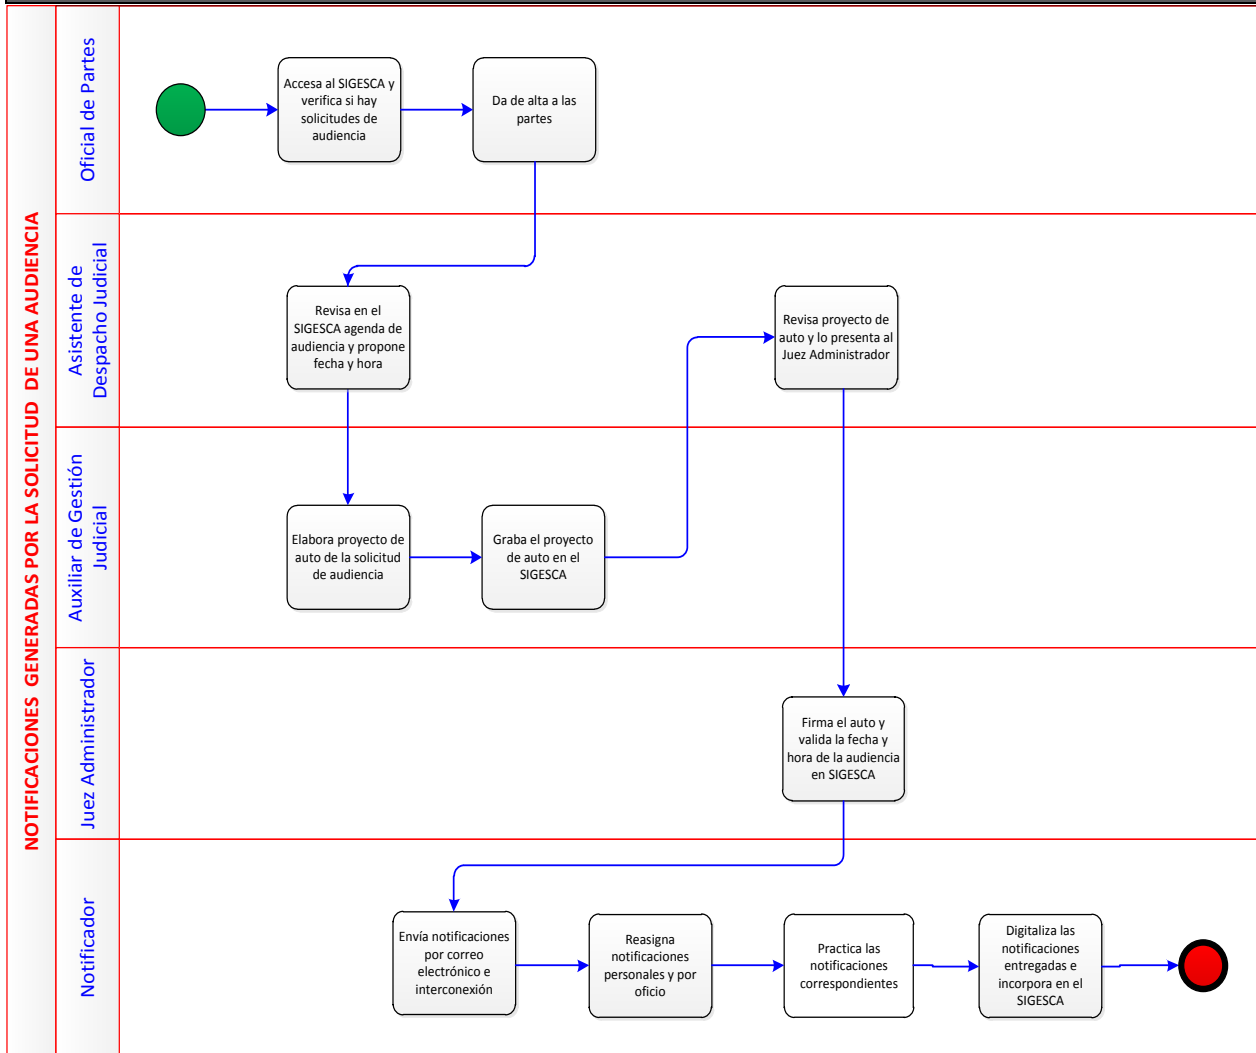 NOTIFICACIONES GENERADAS POR LA SOLICITUD DE UNA AUDIENCIA
Oficial de Partes
Accesa al SIGESCA y
verifica si hay
solicitudes de
audiencia
Da de alta a las
partes
Asistente de
Despacho Judicial
Revisa en el
SIGESCA agenda de
audiencia y propone
fecha y hora
Revisa proyecto de
auto y lo presenta al
Juez Administrador
Auxiliar de Gestión
Judicial
Elabora proyecto de
auto de la solicitud
de audiencia
Graba el proyecto
de auto en el
SIGESCA
Juez Administrador
Firma el auto y
valida la fecha y
hora de la audiencia
en SIGESCA
Notificador
Envía notificaciones
por correo
electrónico e
interconexión
Reasigna
notificaciones
personales y por
oficio
Practica las
notificaciones
correspondientes
Digitaliza las
notificaciones
entregadas e
incorpora en el
SIGESCA